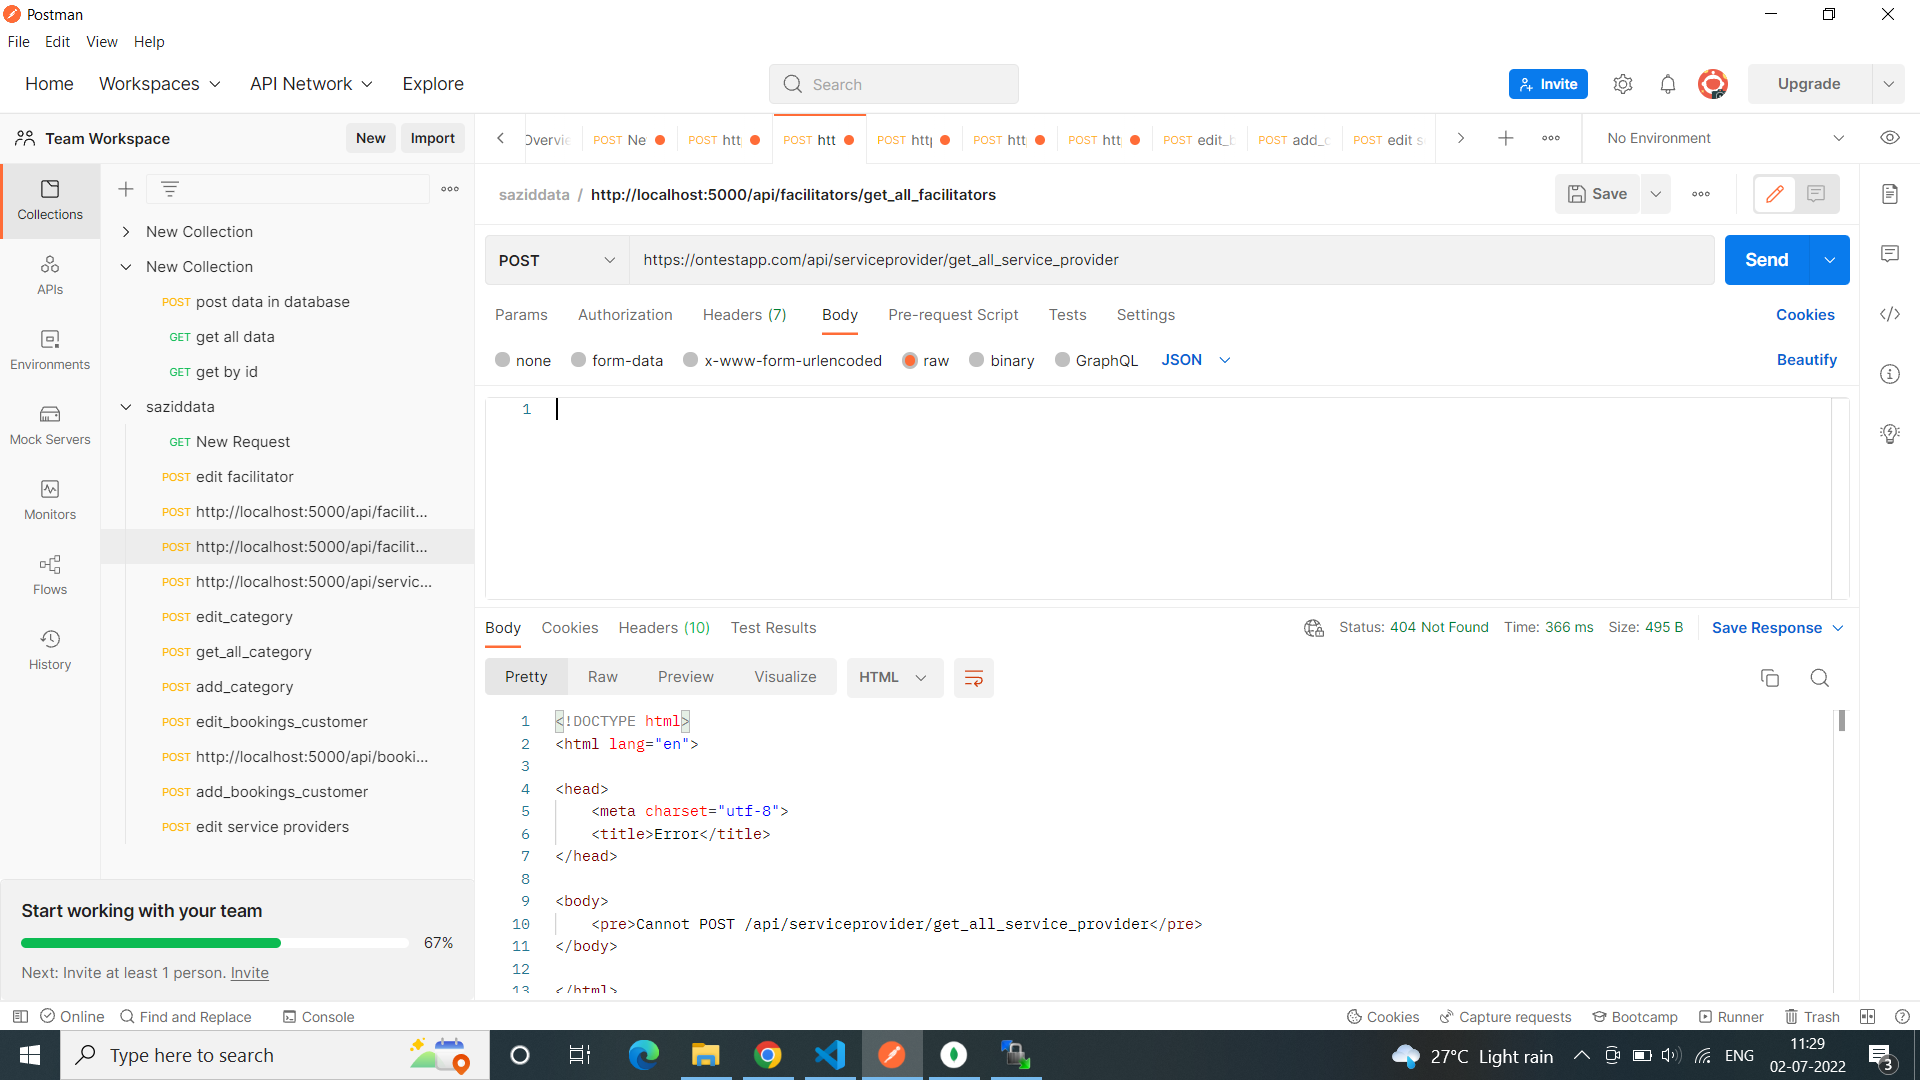 Postman
File Edit View Help
Home Workspaces API Network Explore
Search
Invite
Upgrade
Team Workspace
New Import
Overvie
POST Ne
POST htt
POST htt
POST htt
POST htt
POST htt
POST edit_b
POST add_c
POST edit s
No Environment
saziddata / http://localhost:5000/api/facilitators/get_all_facilitators
Save
POST
https://ontestapp.com/api/serviceprovider/get_all_service_provider
Send
Params Authorization Headers (7) Body Pre-request Script Tests Settings Cookies
none form-data x-www-form-urlencoded raw binary GraphQL JSON Beautify
1
Collections
APIs
Environments
Mock Servers
Monitors
Flows
History
New Collection
New Collection
POST post data in database
GET get all data
GET get by id
saziddata
GET New Request
POST edit facilitator
POST http://localhost:5000/api/facilit...
POST http://localhost:5000/api/facilit...
POST http://localhost:5000/api/servic...
POST edit_category
POST get_all_category
POST add_category
POST edit_bookings_customer
POST http://localhost:5000/api/booki...
POST add_bookings_customer
POST edit service providers
Start working with your team
67%
Next: Invite at least 1 person. Invite
Body Cookies Headers (10) Test Results
Status: 404 Not Found Time: 366 ms Size: 495 B Save Response
Pretty Raw Preview Visualize HTML
1 <!DOCTYPE html>
2 <html lang="en">
3
4 <head>
5 <meta charset="utf-8">
6 <title>Error</title>
7 </head>
8
9 <body>
10 <pre>Cannot POST /api/serviceprovider/get_all_service_provider</pre>
11 </body>
12
13 </html>
Online Find and Replace Console
Cookies Capture requests Bootcamp Runner Trash
Type here to search
27°C Light rain
ENG
11:29
02-07-2022
3